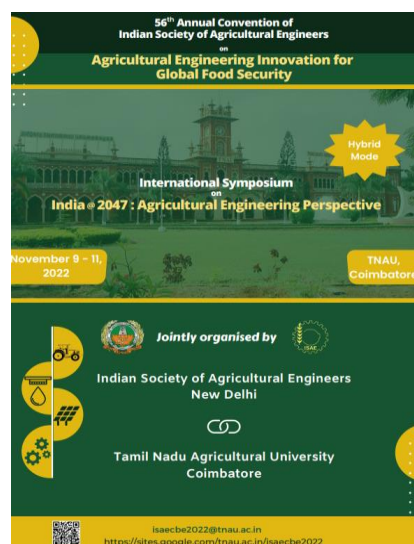 56th Annual Convention of
Indian Society of Agricultural Engineers
on
Agricultural Engineering Innovation for
Global Food Security
Hybrid
Mode
International Symposium
on
India@2047 : Agricultural Engineering Perspective
November 9 – 11,
2022
TNAU,
Coimbatore
Jointly organised by
ISAE
Indian Society of Agricultural Engineers
New Delhi
Tamil Nadu Agricultural University
Coimbatore
isaecbe2022@tnau.ac.in
https://sites.google.com/tnau.ac.in/isaecbe2022